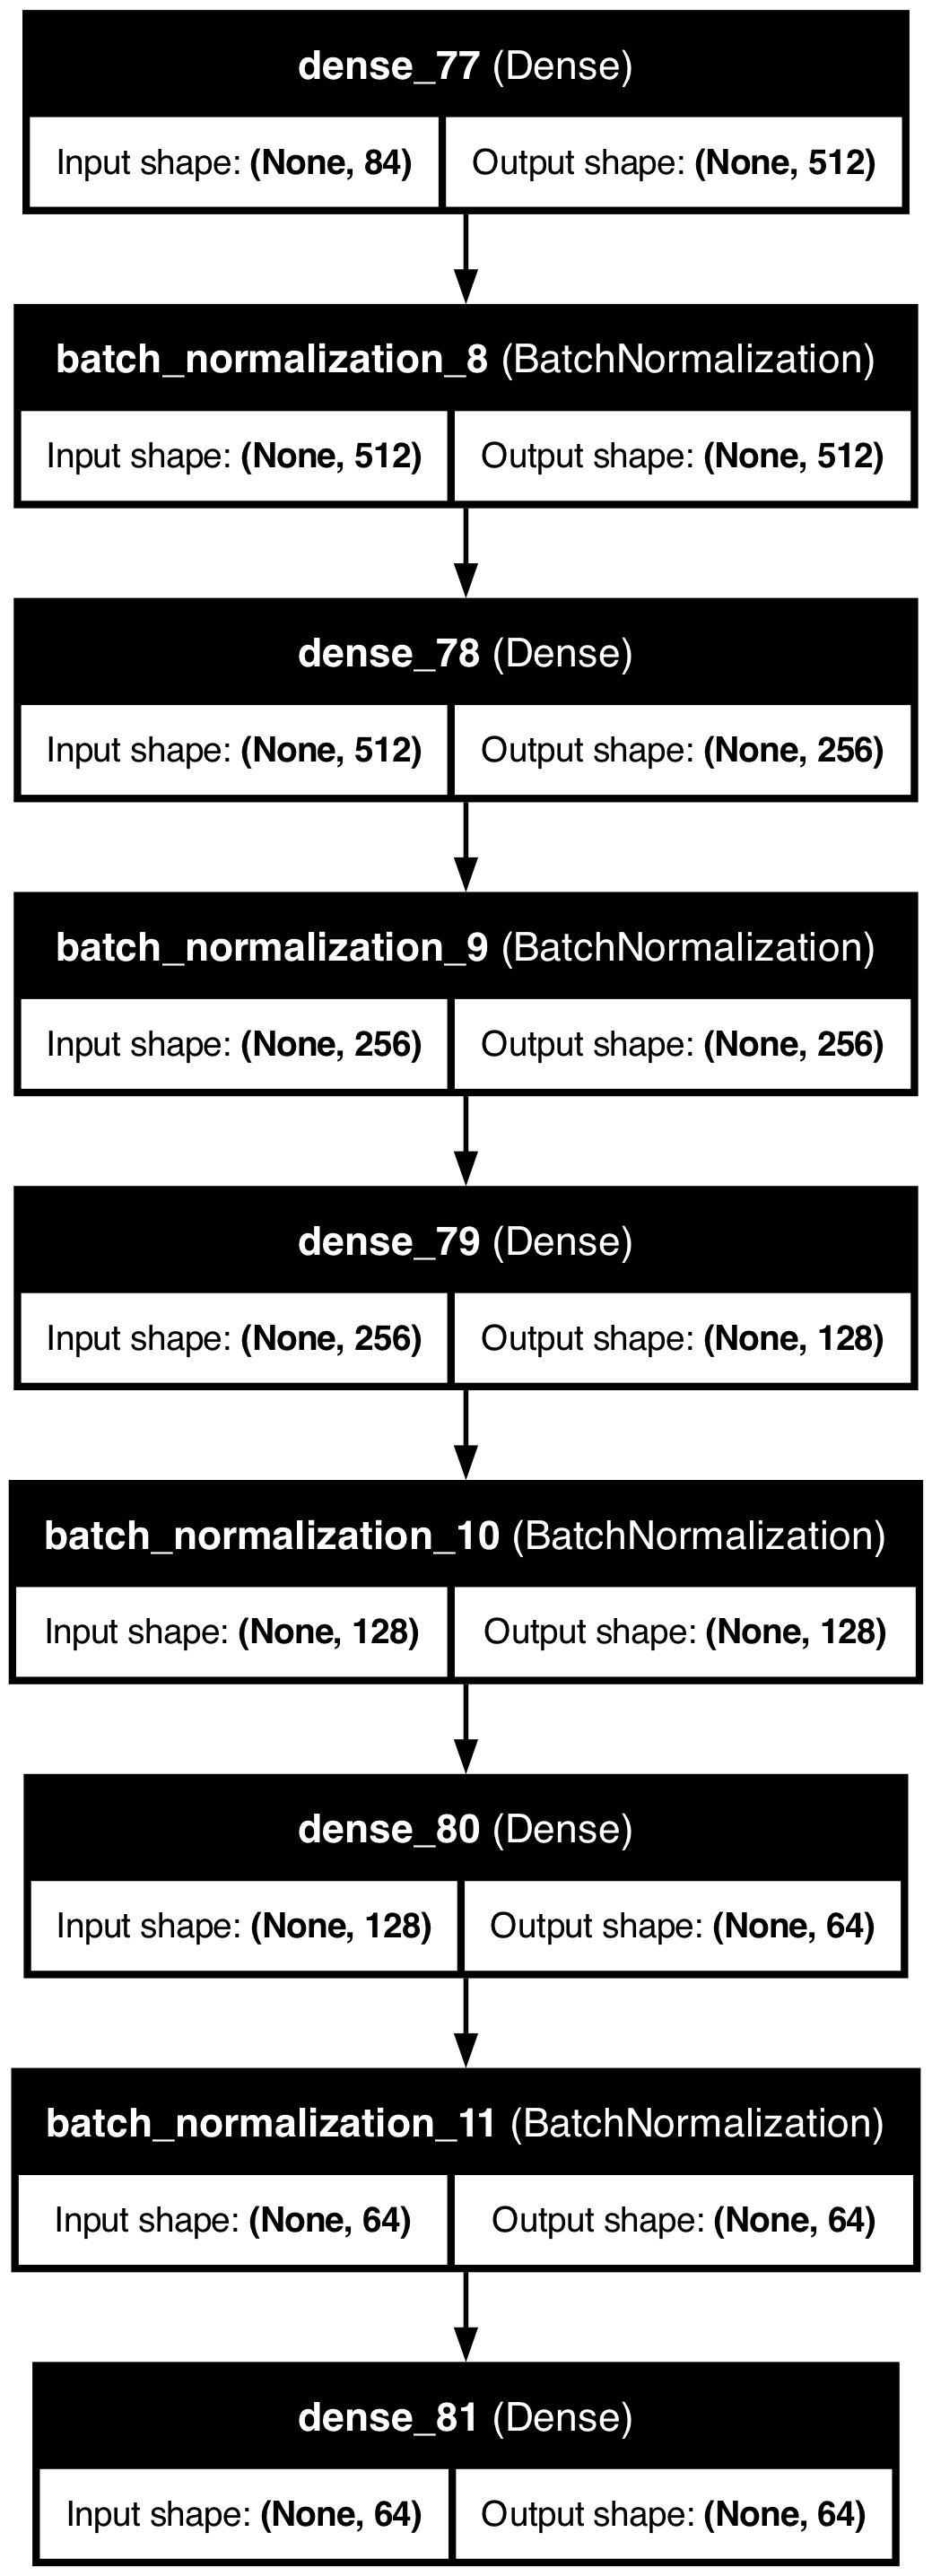 dense_77 (Dense)
Input shape: (None, 84) Output shape: (None, 512)
batch_normalization_8 (BatchNormalization)
Input shape: (None, 512) Output shape: (None, 512)
dense_78 (Dense)
Input shape: (None, 512) Output shape: (None, 256)
batch_normalization_9 (BatchNormalization)
Input shape: (None, 256) Output shape: (None, 256)
dense_79 (Dense)
Input shape: (None, 256) Output shape: (None, 128)
batch_normalization_10 (BatchNormalization)
Input shape: (None, 128) Output shape: (None, 128)
dense_80 (Dense)
Input shape: (None, 128) Output shape: (None, 64)
batch_normalization_11 (BatchNormalization)
Input shape: (None, 64) Output shape: (None, 64)
dense_81 (Dense)
Input shape: (None, 64) Output shape: (None, 64)